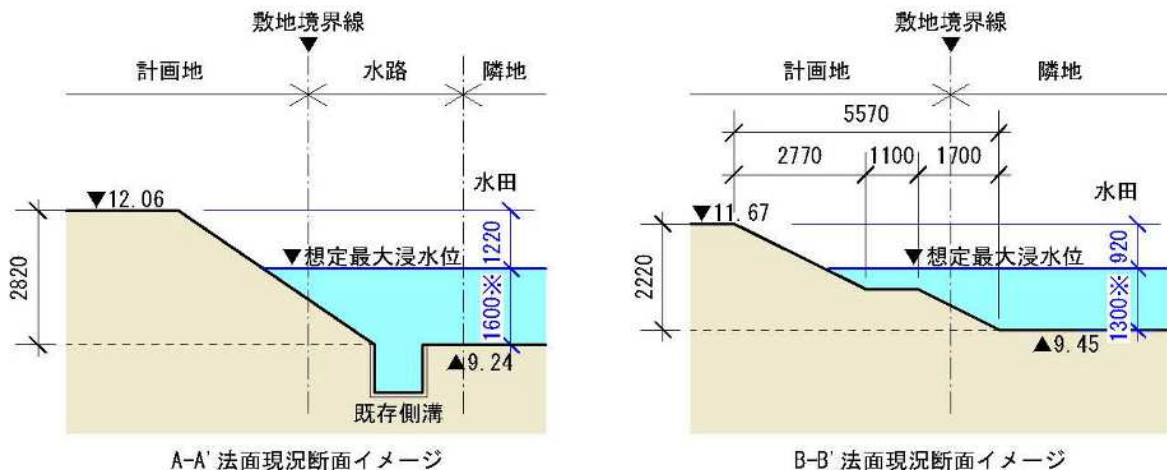 敷地境界線
計画地
水路
隣地
水田
▼12.06
▼想定最大浸水位
2820
1220
1600※
▲9.24
既存側溝
A-A'法面現況断面イメージ
敷地境界線
計画地
隣地
5570
2770
1100
1700
水田
▼11.67
▼想定最大浸水位
2220
920
1300※
▲9.45
B-B'法面現況断面イメージ